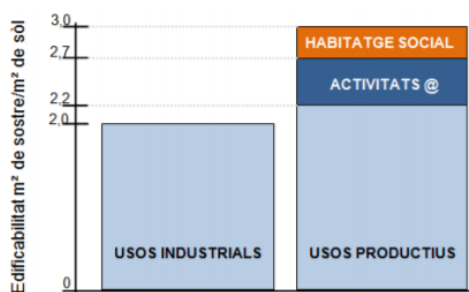 Edificabilitat m² de sostre/m² de sòl
3,0
2,7
2,2
2,0
0
HABITATGE SOCIAL
ACTIVITATS @
USOS INDUSTRIALS
USOS PRODUCTIUS